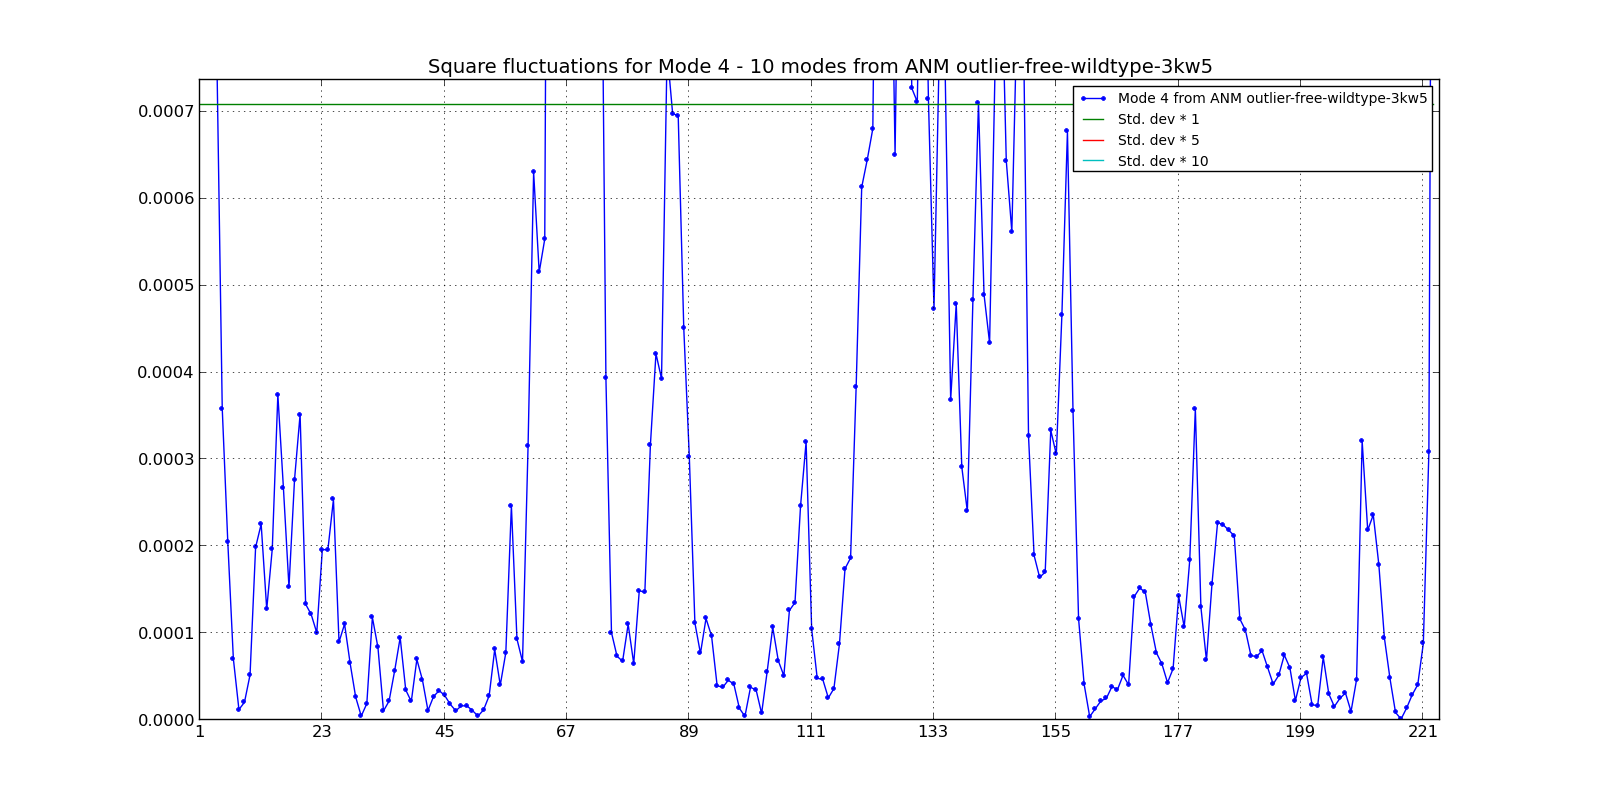 Square fluctuations for Mode 4 - 10 modes from ANM outlier-free-wildtype-3kw5
Mode 4 from ANM outlier-free-wildtype-3kw5
Std. dev * 1
Std. dev * 5
Std. dev * 10
0.0007
0.0006
0.0005
0.0004
0.0003
0.0002
0.0001
0.0000
1 23 45 67 89 111 133 155 177 199 221